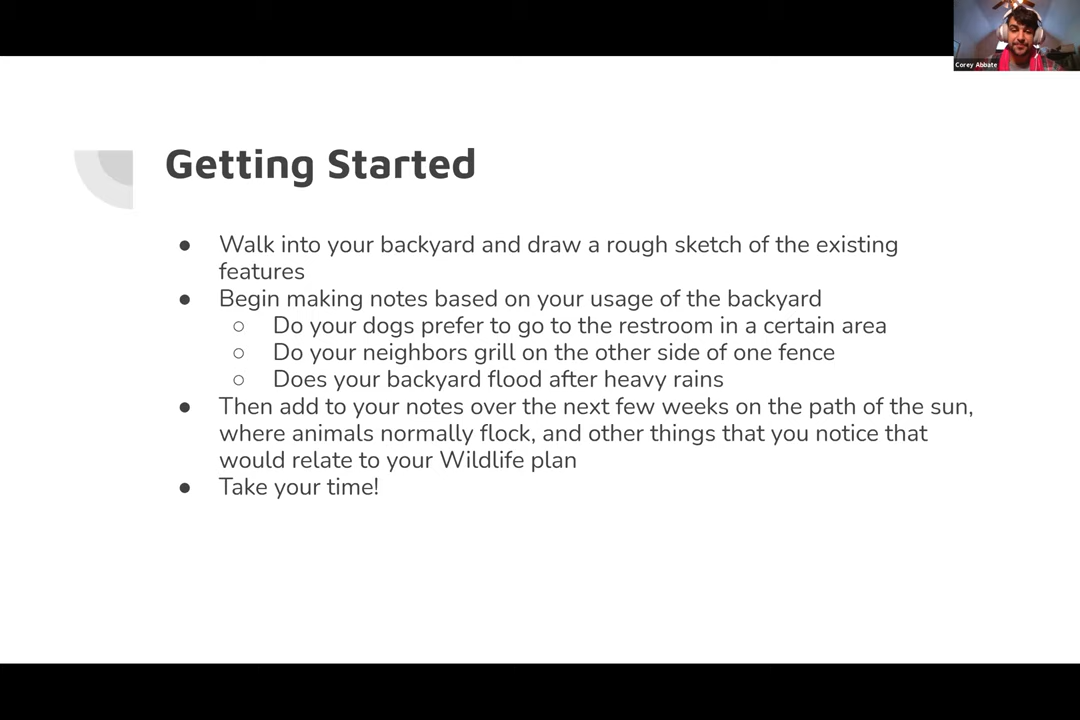 Corey Abbate
Getting Started
● Walk into your backyard and draw a rough sketch of the existing
features
● Begin making notes based on your usage of the backyard
○ Do your dogs prefer to go to the restroom in a certain area
○ Do your neighbors grill on the other side of one fence
○ Does your backyard flood after heavy rains
● Then add to your notes over the next few weeks on the path of the sun,
where animals normally flock, and other things that you notice that
would relate to your Wildlife plan
● Take your time!